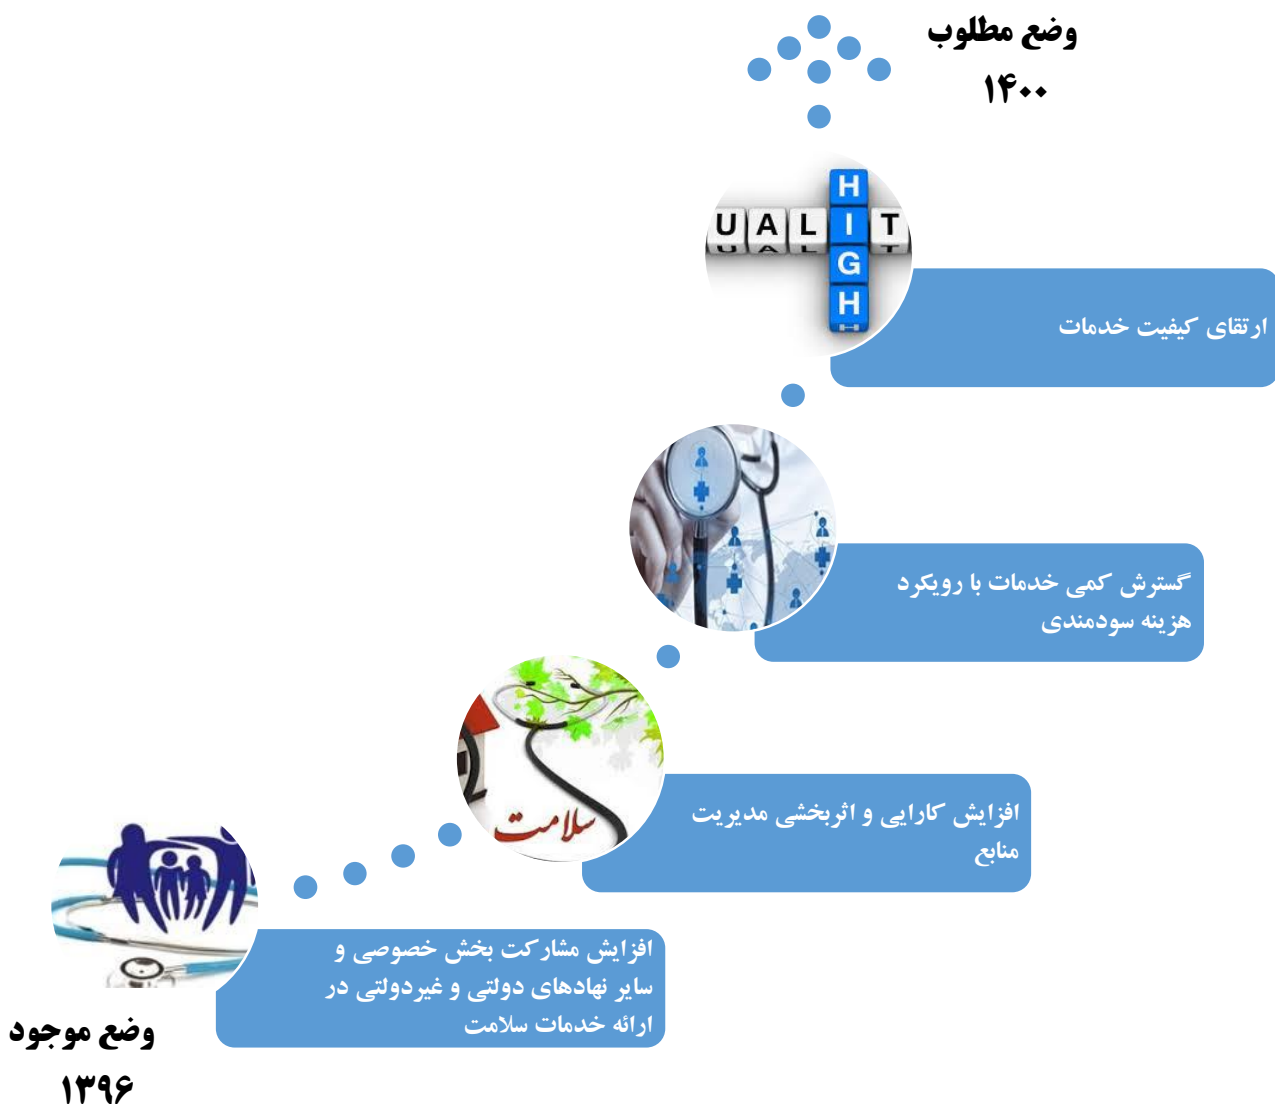 وضع مطلوب
۱۴۰۰
HIGH
UALIT
ارتقای کیفیت خدمات
گسترش کمی خدمات با رویکرد
هزینه سودمندی
سلامت
افزایش کارایی و اثربخشی مدیریت
منابع
افزایش مشارکت بخش خصوصی و
سایر نهادهای دولتی و غیردولتی در
ارائه خدمات سلامت
وضع موجود
۱۳۹۶